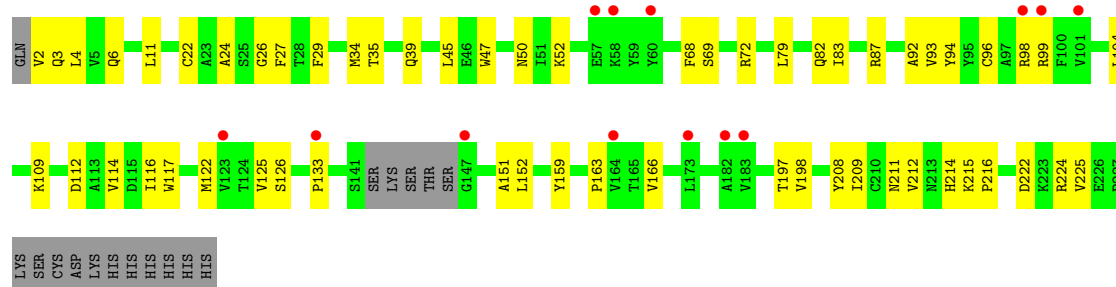 GLN V2 Q3 L4 V5 Q6 L11 C22 A23 A24 S25 G26 F27 T28 F29 M34 T35 Q39 L45 E46 W47 N50 I51 K52 E57 K58 Y59 Y60 F68 S69 R72 L79 Q82 I83 R87 A92 V93 Y94 Y95 C96 A97 R98 R99 F100 V101
K109 D112 A113 V114 D115 I116 W117 M122 V123 T124 V125 S126 P133 S141 SER LYS SER THR SER G147 A151 L152 Y159 P163 V164 T165 V166 L173 A182 V183 T197 V198 Y208 I209 C210 N211 V212 N213 H214 K215 P216 D222 K223 R224 V225 E226
LYS SER CYS ASP LYS HIS HIS HIS HIS HIS HIS